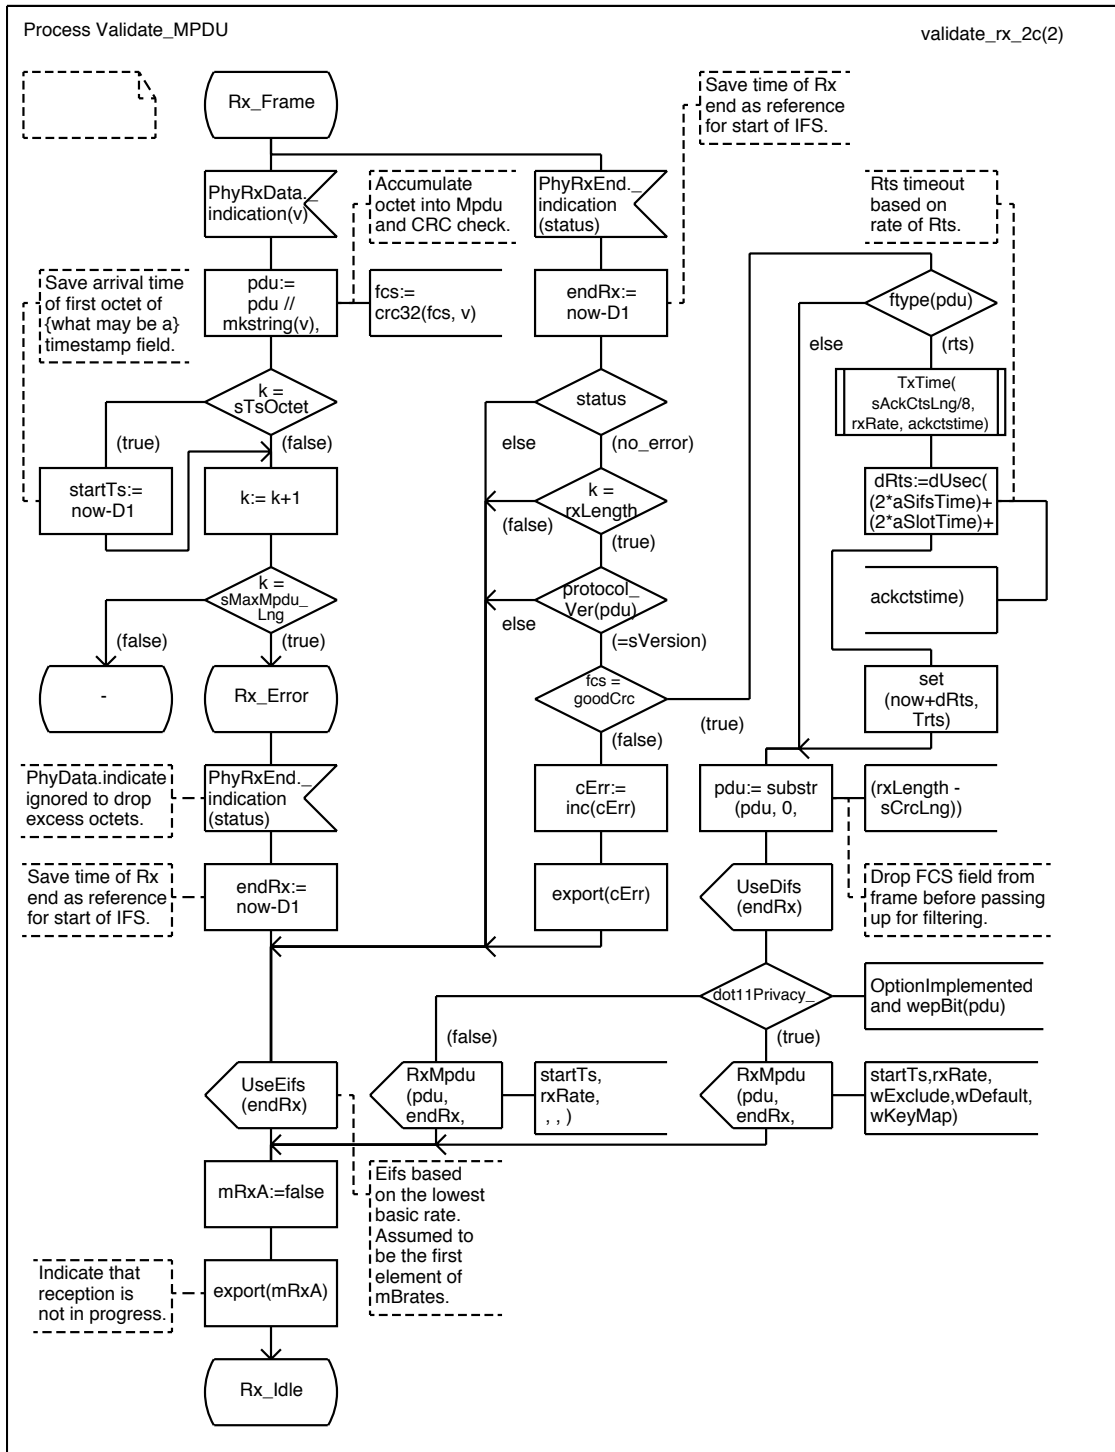 Process Validate_MPDU
validate_rx_2c(2)
Rx_Frame
Save time of Rx
end as reference
for start of IFS.
PhyRxData._
indication(v)
Accumulate
octet into Mpdu
and CRC check.
PhyRxEnd._
indication
(status)
Rts timeout
based on
rate of Rts.
Save arrival time
of first octet of
{what may be a}
timestamp field.
pdu:=
pdu //
mkstring(v),
fcs:=
crc32(fcs, v)
endRx:=
now-D1
ftype(pdu)
else
(rts)
k =
sTsOctet
(true)
(false)
status
else
(no_error)
TxTime(
sAckCtsLng/8,
rxRate, ackctstime)
startTs:=
now-D1
k:= k+1
k =
rxLength
(false)
(true)
dRts:=dUsec(
(2*aSifsTime)+
(2*aSlotTime)+
ackctstime)
k =
sMaxMpdu_
Lng
(false)
(true)
protocol_
Ver(pdu)
else
(=sVersion)
-
Rx_Error
fcs =
goodCrc
(true)
(false)
set
(now+dRts,
Trts)
PhyData.indicate
ignored to drop
excess octets.
PhyRxEnd._
indication
(status)
cErr:=
inc(cErr)
pdu:= substr
(pdu, 0,
(rxLength -
sCrcLng))
Save time of Rx
end as reference
for start of IFS.
endRx:=
now-D1
export(cErr)
UseDifs
(endRx)
Drop FCS field from
frame before passing
up for filtering.
dot11Privacy_
OptionImplemented
and wepBit(pdu)
(false)
(true)
UseEifs
(endRx)
RxMpdu
(pdu,
endRx,
startTs,
rxRate,
, , )
RxMpdu
(pdu,
endRx,
startTs,rxRate,
wExclude,wDefault,
wKeyMap)
mRxA:=false
Eifs based
on the lowest
basic rate.
Assumed to
be the first
element of
mBrates.
Indicate that
reception is
not in progress.
export(mRxA)
Rx_Idle